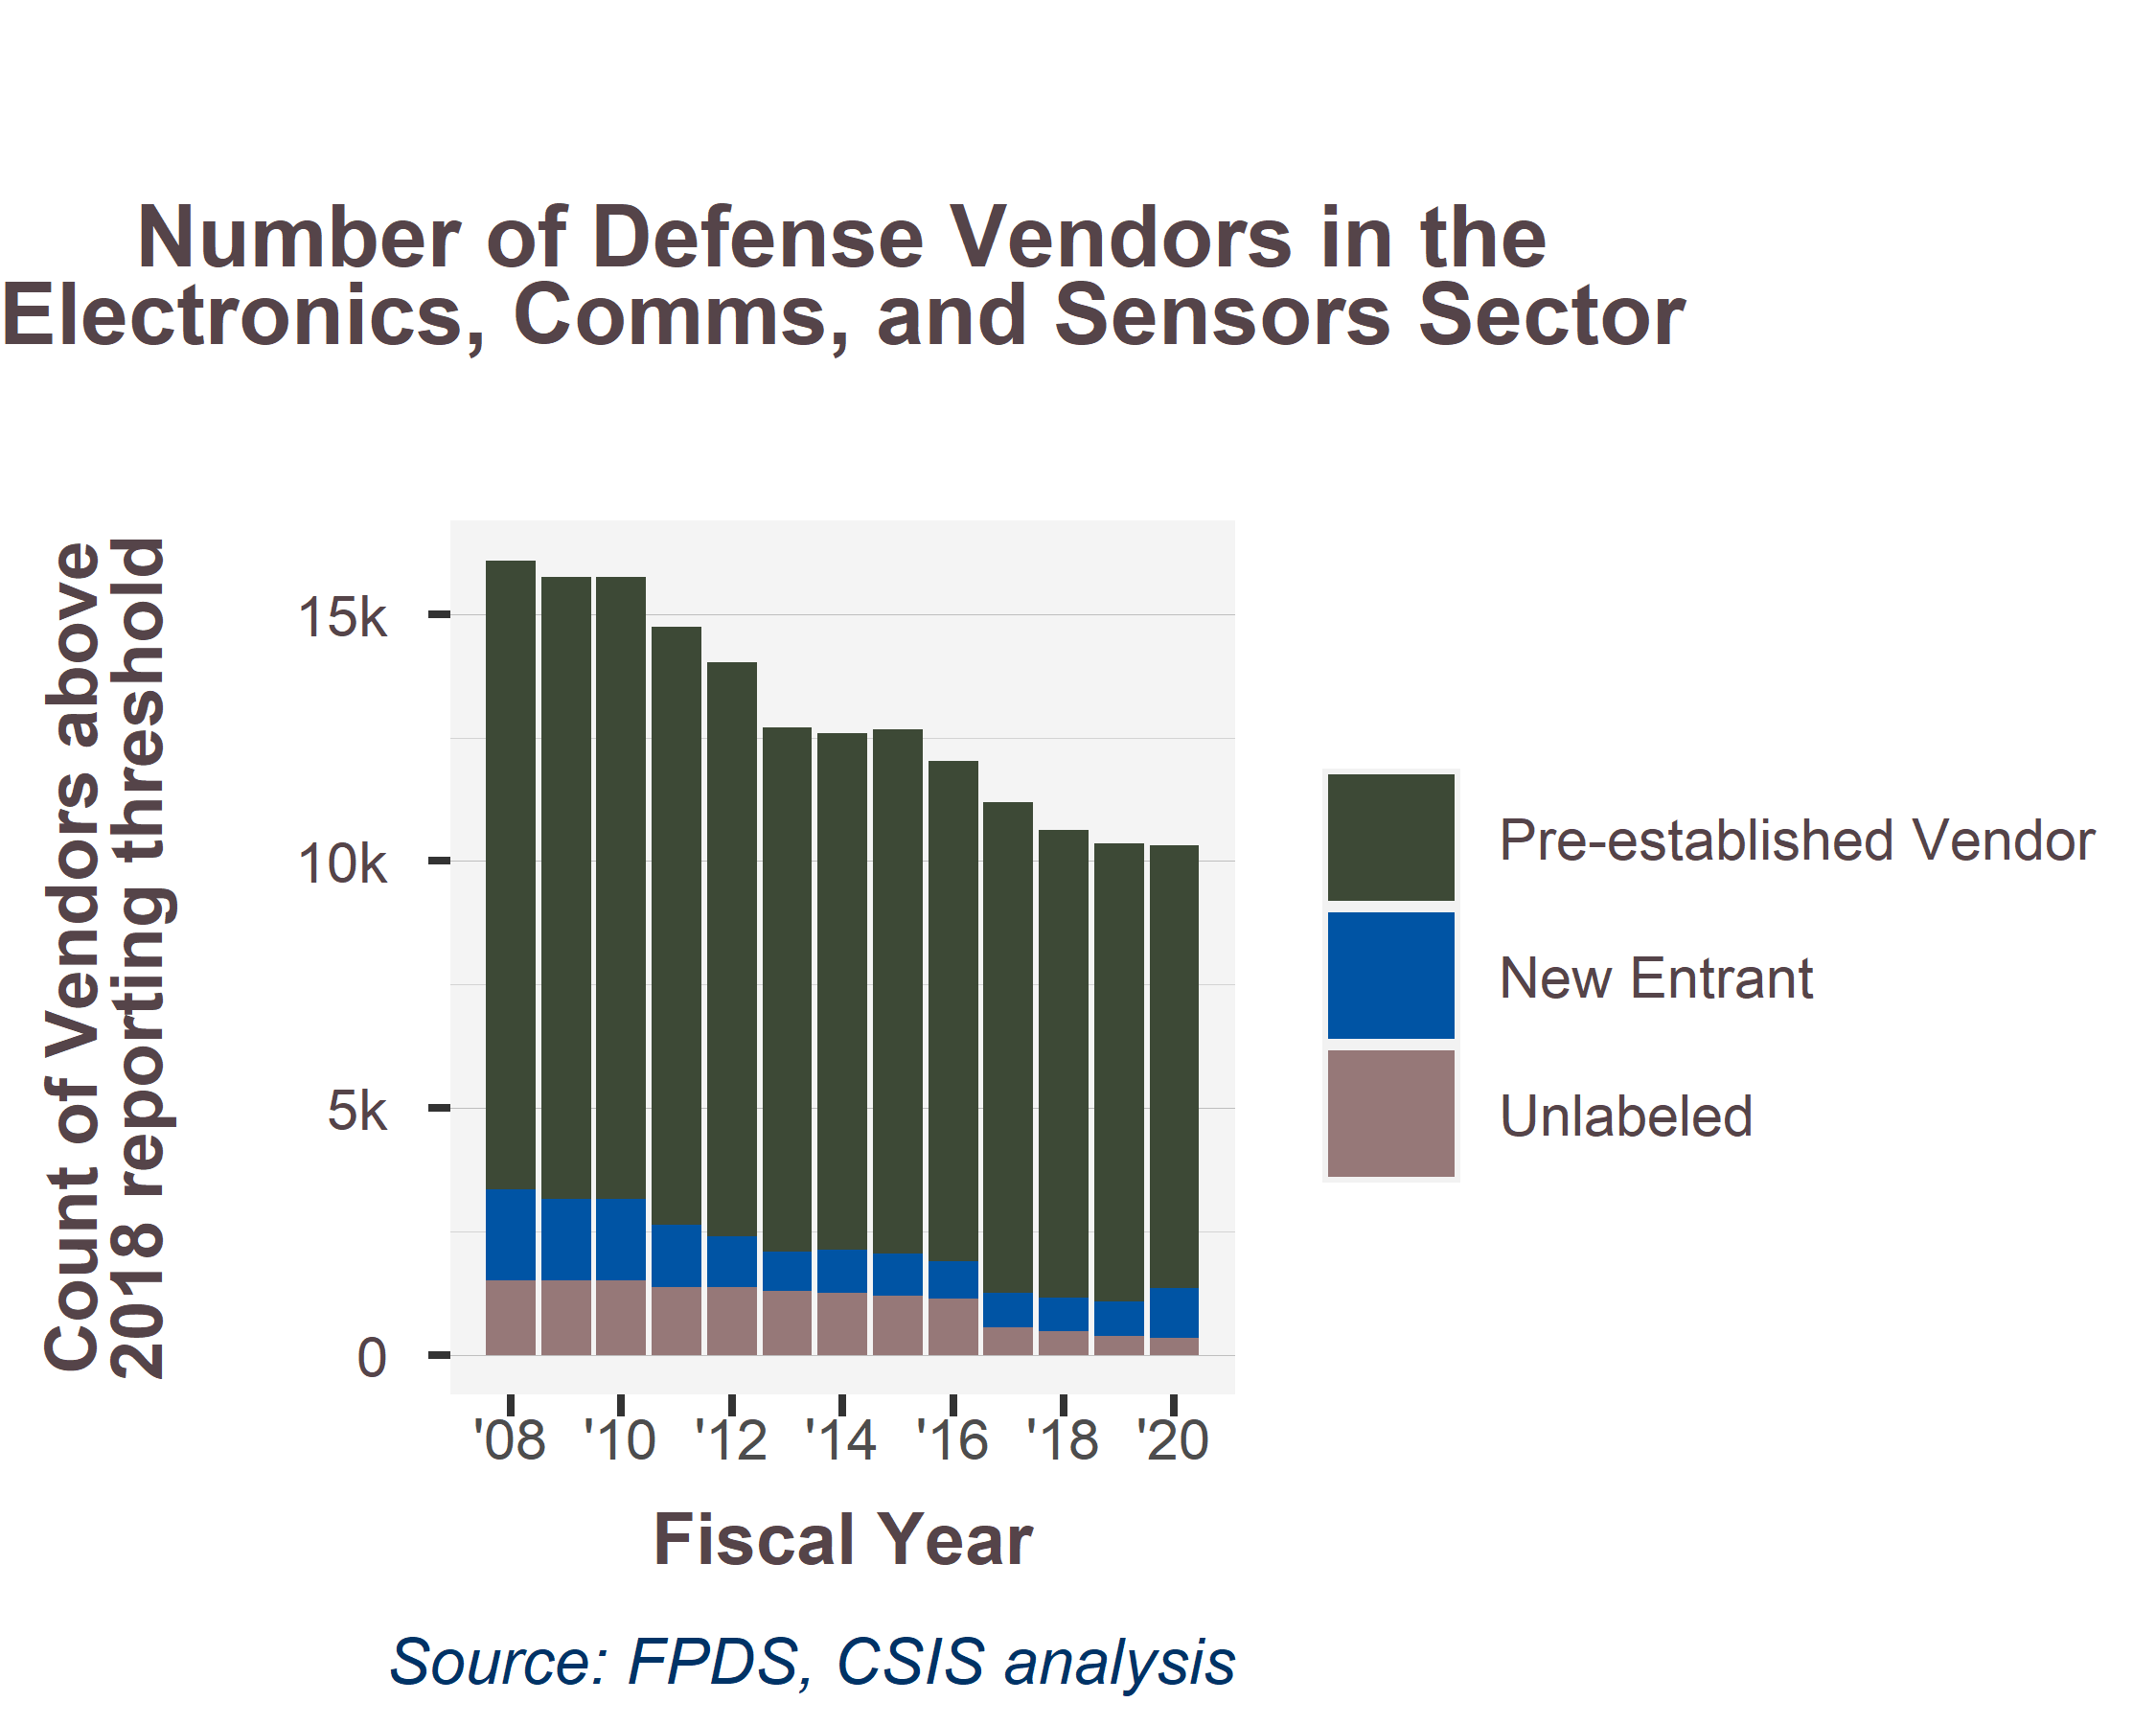 Number of Defense Vendors in the
Electronics, Comms, and Sensors Sector
Count of Vendors above
2018 reporting threshold
15k
10k
5k
0
'08 '10 '12 '14 '16 '18 '20
Fiscal Year
Pre-established Vendor
New Entrant
Unlabeled
Source: FPDS, CSIS analysis